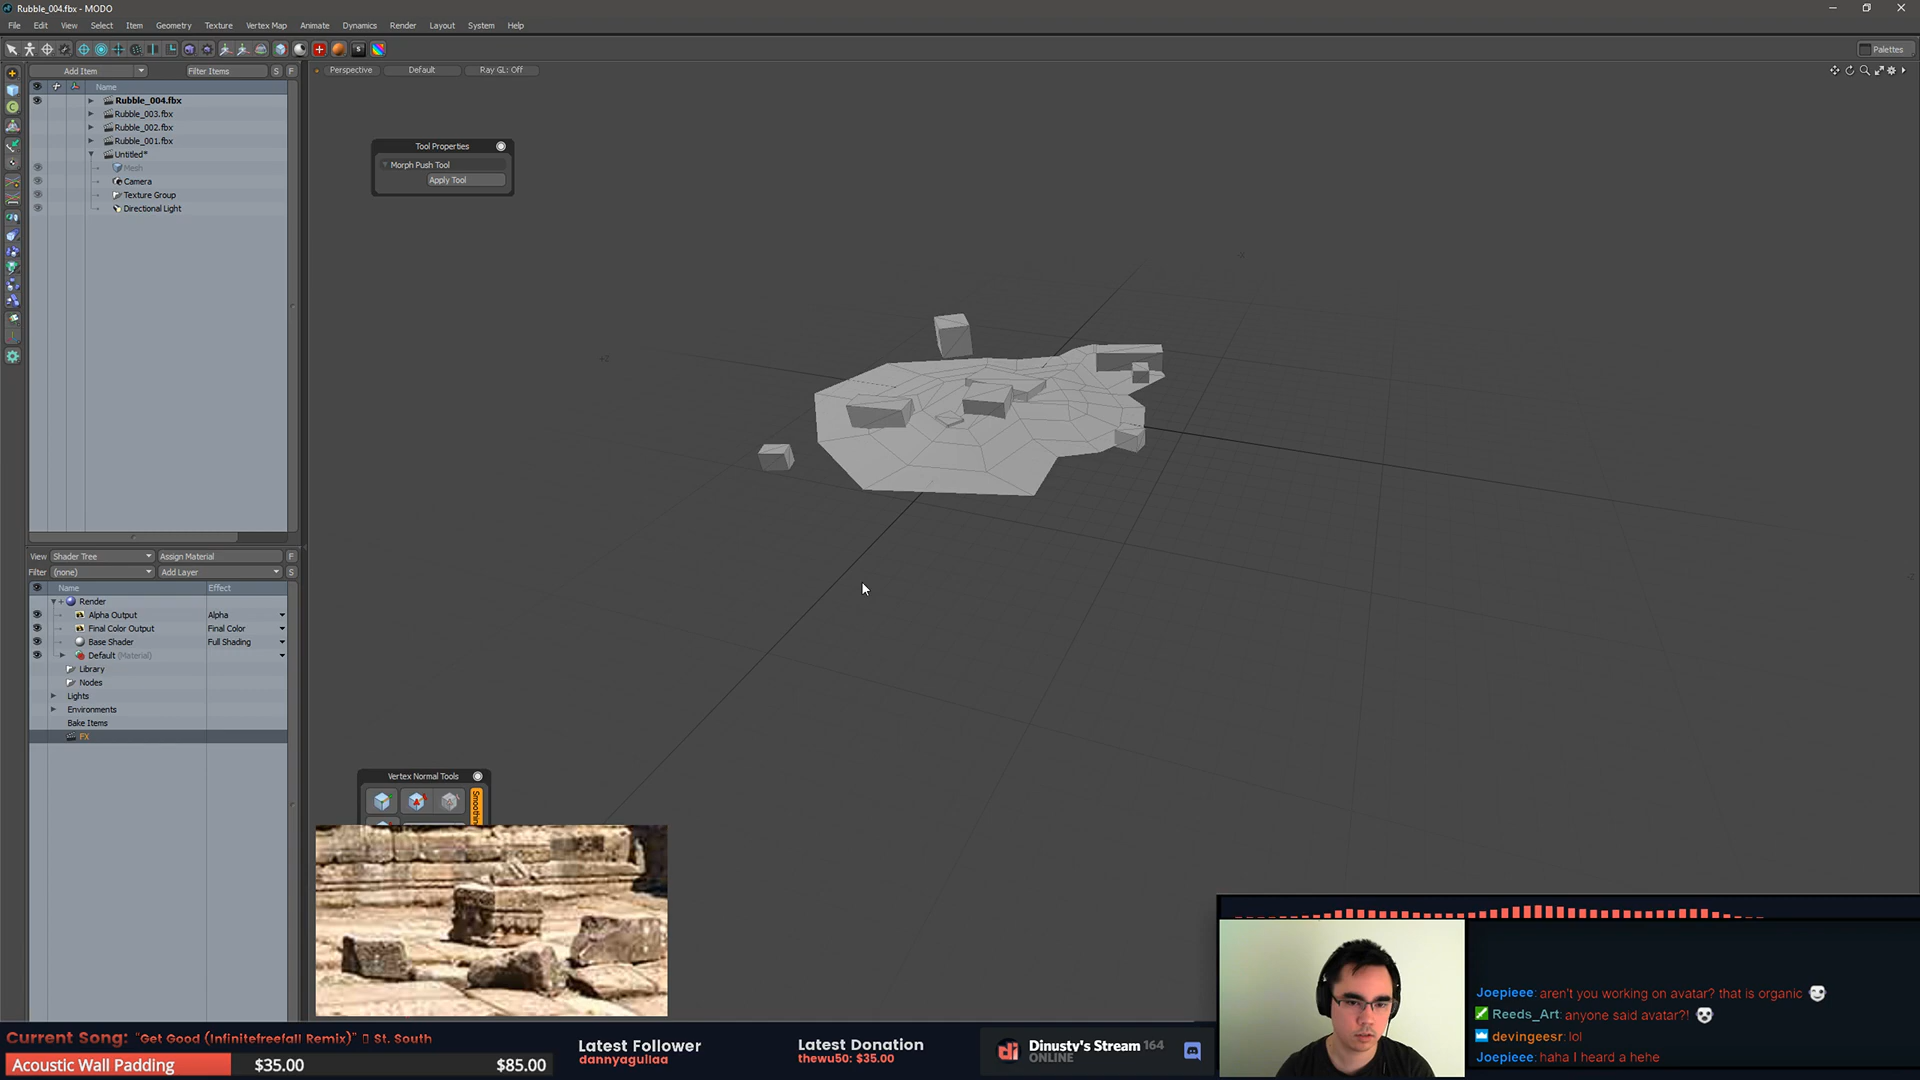 Rubble_004.fbx - MODO
File Edit View Select Item Geometry Texture Vertex Map Animate Dynamics Render Layout System Help
Palettes
Add Item Filter Items S F
Perspective Default Ray GL: Off
Name
Rubble_004.fbx
Rubble_003.fbx
Rubble_002.fbx
Rubble_001.fbx
Untitled*
Mesh
Camera
Texture Group
Directional Light
Tool Properties
Morph Push Tool
Apply Tool
View Shader Tree Assign Material F
Filter (none) Add Layer S
Name Effect
Render
Alpha Output Alpha
Final Color Output Final Color
Base Shader Full Shading
Default (Material)
Library
Nodes
Lights
Environments
Bake Items
FX
Vertex Normal Tools
Joepieee: aren't you working on avatar? that is organic
Reeds_Art: anyone said avatar?!
devingeesr: lol
Joepieee: haha I heard a hehe
Current Song: "Get Good (Infinitefreefall Remix)" St. South
Acoustic Wall Padding $35.00 $85.00
Latest Follower
dannyaguliaa
Latest Donation
thewu50: $35.00
Dinusty's Stream 164
ONLINE